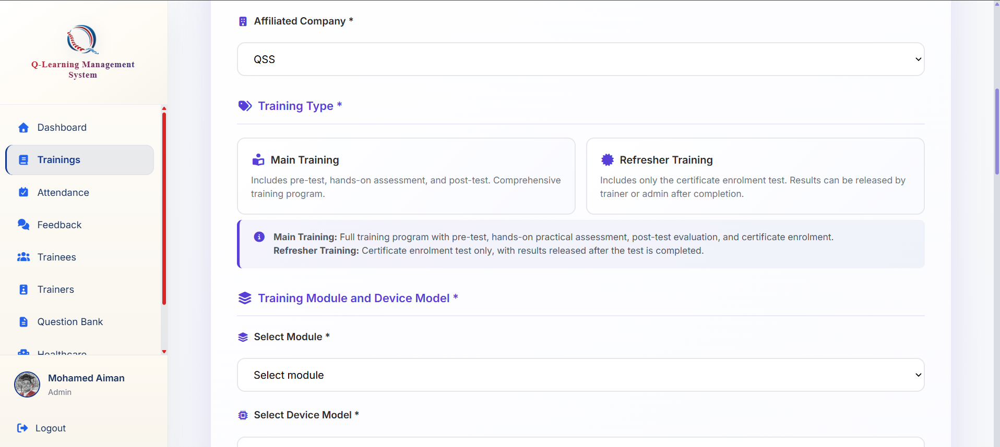 Q-Learning Management
System
Dashboard
Trainings
Attendance
Feedback
Trainees
Trainers
Question Bank
Healthcare
Mohamed Aiman
Admin
Logout
Affiliated Company *
QSS
Training Type *
Main Training
Includes pre-test, hands-on assessment, and post-test. Comprehensive
training program.
Refresher Training
Includes only the certificate enrolment test. Results can be released by
trainer or admin after completion.
Main Training: Full training program with pre-test, hands-on practical assessment, post-test evaluation, and certificate enrolment.
Refresher Training: Certificate enrolment test only, with results released after the test is completed.
Training Module and Device Model *
Select Module *
Select module
Select Device Model *